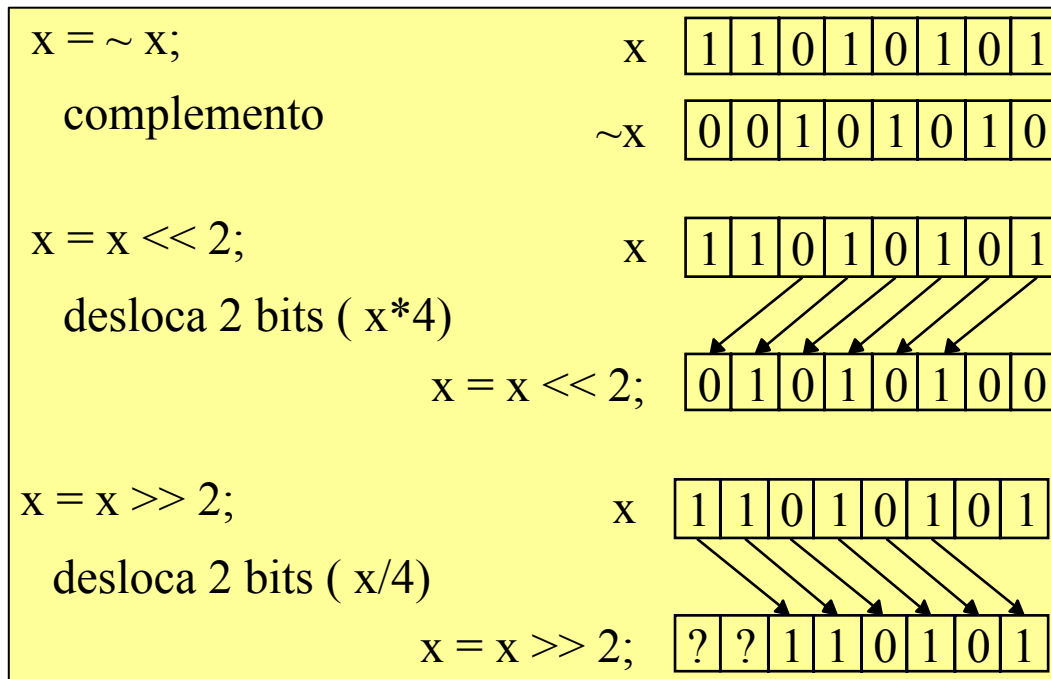 x = ~ x; x 1 1 0 1 0 1 0 1
complemento ~x 0 0 1 0 1 0 1 0
x = x << 2; x 1 1 0 1 0 1 0 1
desloca 2 bits ( x*4)
x = x << 2; 0 1 0 1 0 1 0 0
x = x >> 2; x 1 1 0 1 0 1 0 1
desloca 2 bits ( x/4)
x = x >> 2; ? ? 1 1 0 1 0 1